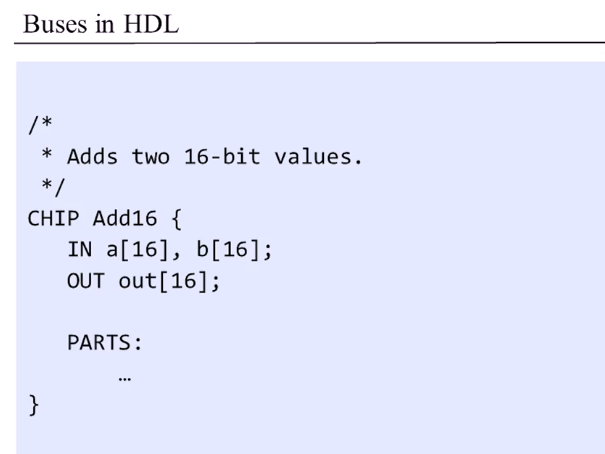 Buses in HDL
/*
 * Adds two 16-bit values.
 */
CHIP Add16 {
   IN a[16], b[16];
   OUT out[16];
   PARTS:
       …
}